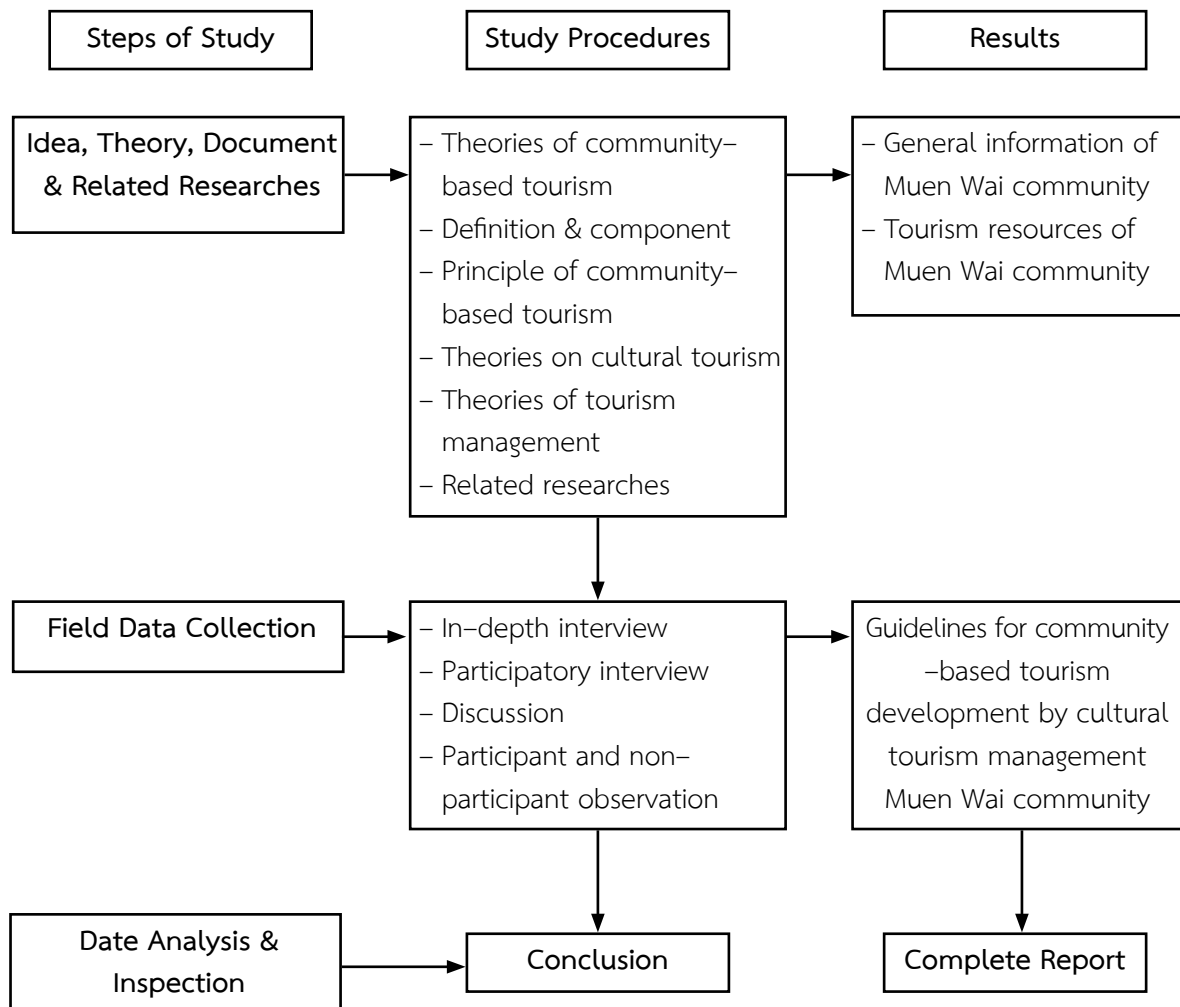 Steps of Study
Study Procedures
Results
Idea, Theory, Document
& Related Researches
– Theories of community–
based tourism
– Definition & component
– Principle of community–
based tourism
– Theories on cultural tourism
– Theories of tourism
management
– Related researches
– General information of
Muen Wai community
– Tourism resources of
Muen Wai community
Field Data Collection
– In–depth interview
– Participatory interview
– Discussion
– Participant and non–
participant observation
Guidelines for community
–based tourism
development by cultural
tourism management
Muen Wai community
Date Analysis &
Inspection
Conclusion
Complete Report